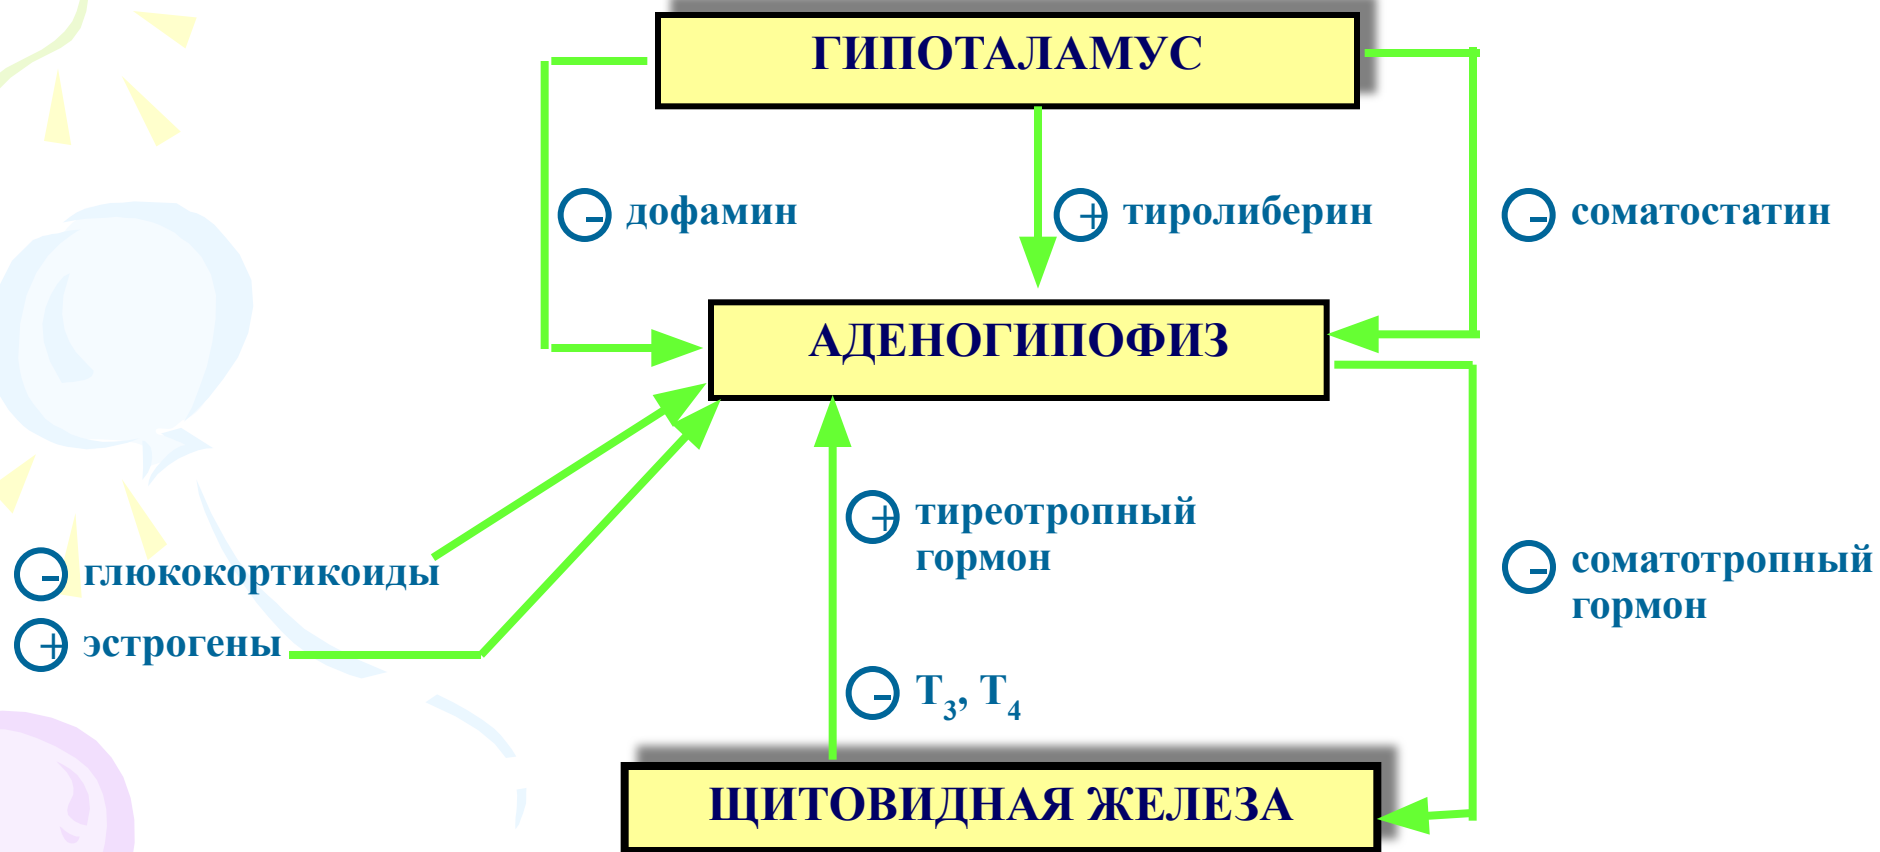 ГИПОТАЛАМУС
- дофамин
+ тиролиберин
- соматостатин
АДЕНОГИПОФИЗ
+ тиреотропный
гормон
- соматотропный
гормон
- глюкокортикоиды
+ эстрогены
- Т3, Т4
ЩИТОВИДНАЯ ЖЕЛЕЗА